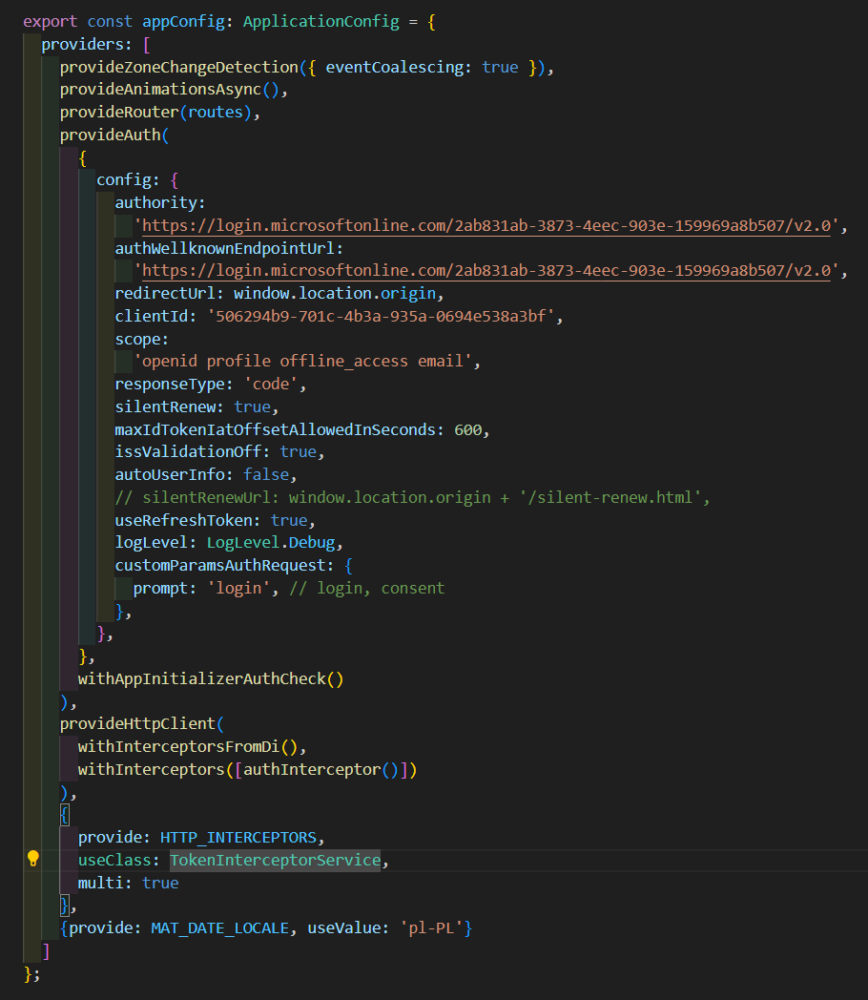 export const appConfig: ApplicationConfig = {
  providers: [
    provideZoneChangeDetection({ eventCoalescing: true }),
    provideAnimationsAsync(),
    provideRouter(routes),
    provideAuth(
      {
        config: {
          authority:
            'https://login.microsoftonline.com/2ab831ab-3873-4eec-903e-159969a8b507/v2.0',
          authWellknownEndpointUrl:
            'https://login.microsoftonline.com/2ab831ab-3873-4eec-903e-159969a8b507/v2.0',
          redirectUrl: window.location.origin,
          clientId: '506294b9-701c-4b3a-935a-0694e538a3bf',
          scope:
            'openid profile offline_access email',
          responseType: 'code',
          silentRenew: true,
          maxIdTokenIatOffsetAllowedInSeconds: 600,
          issValidationOff: true,
          autoUserInfo: false,
          // silentRenewUrl: window.location.origin + '/silent-renew.html',
          useRefreshToken: true,
          logLevel: LogLevel.Debug,
          customParamsAuthRequest: {
            prompt: 'login', // login, consent
          },
        },
      },
      withAppInitializerAuthCheck()
    ),
    provideHttpClient(
      withInterceptorsFromDi(),
      withInterceptors([authInterceptor()])
    ),
    {
      provide: HTTP_INTERCEPTORS,
      useClass: TokenInterceptorService,
      multi: true
    },
    {provide: MAT_DATE_LOCALE, useValue: 'pl-PL'}
  ]
};